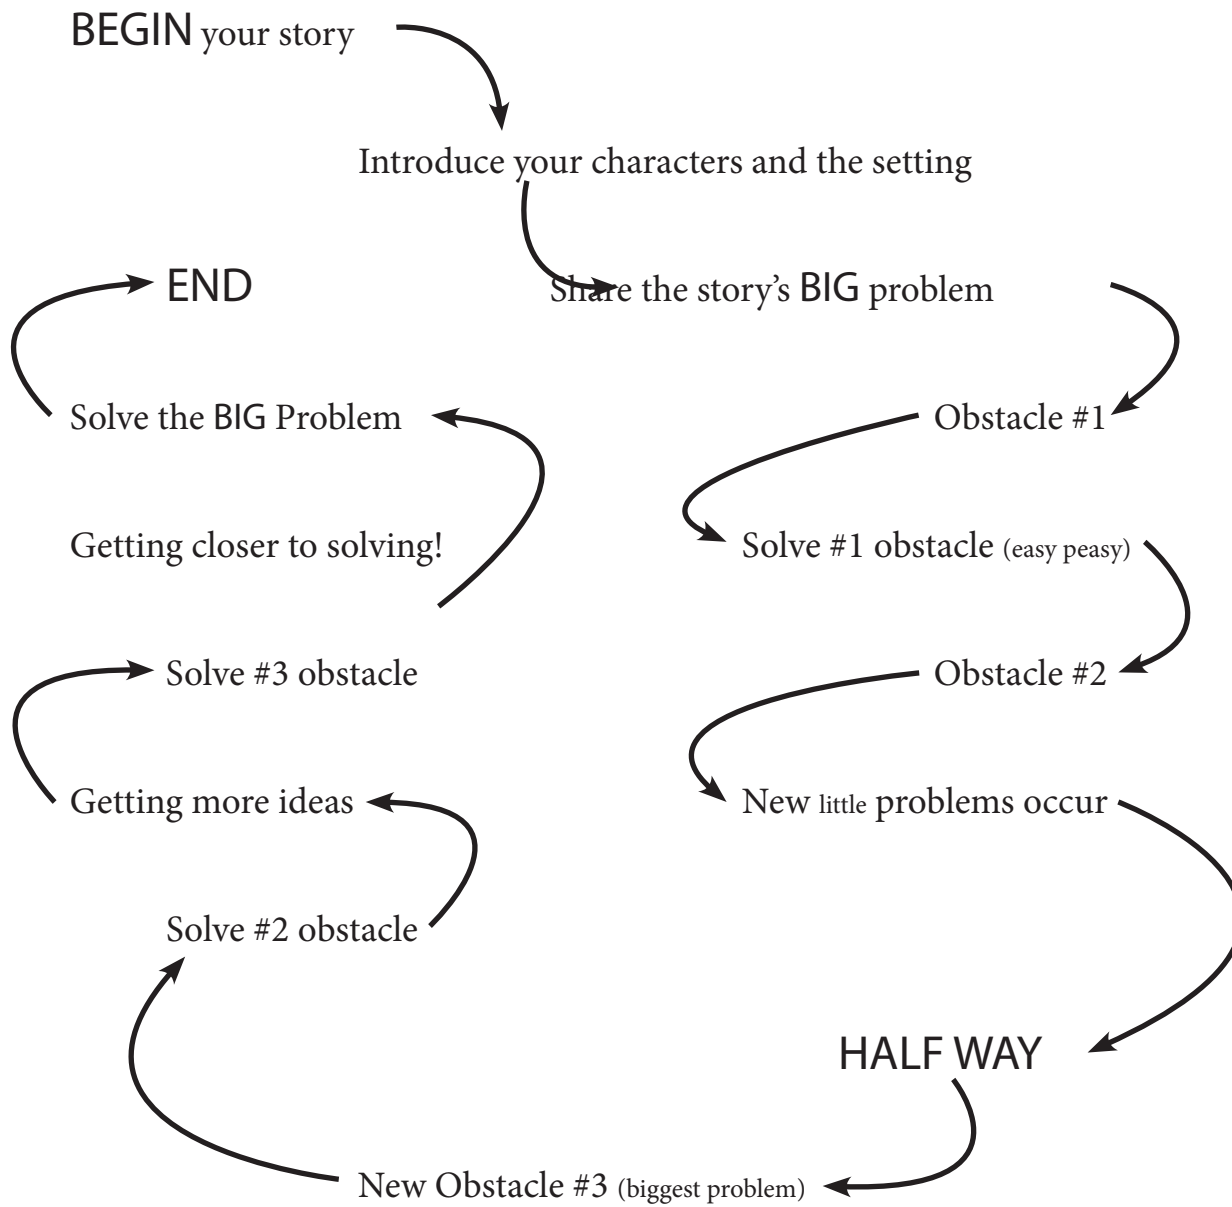 BEGIN your story
Introduce your characters and the setting
Share the story’s BIG problem
Obstacle #1
Solve #1 obstacle (easy peasy)
Obstacle #2
New little problems occur
HALF WAY
New Obstacle #3 (biggest problem)
Solve #2 obstacle
Getting more ideas
Solve #3 obstacle
Getting closer to solving!
Solve the BIG Problem
END